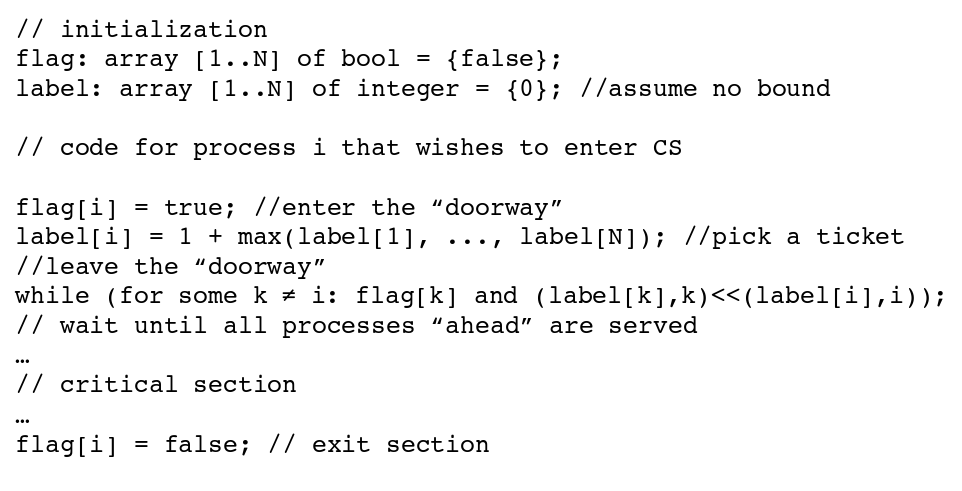 // initialization
flag: array [1..N] of bool = {false};
label: array [1..N] of integer = {0}; //assume no bound
// code for process i that wishes to enter CS
flag[i] = true; //enter the “doorway”
label[i] = 1 + max(label[1], ..., label[N]); //pick a ticket
//leave the “doorway”
while (for some k ≠ i: flag[k] and (label[k],k)<<(label[i],i));
// wait until all processes “ahead” are served
…
// critical section
…
flag[i] = false; // exit section